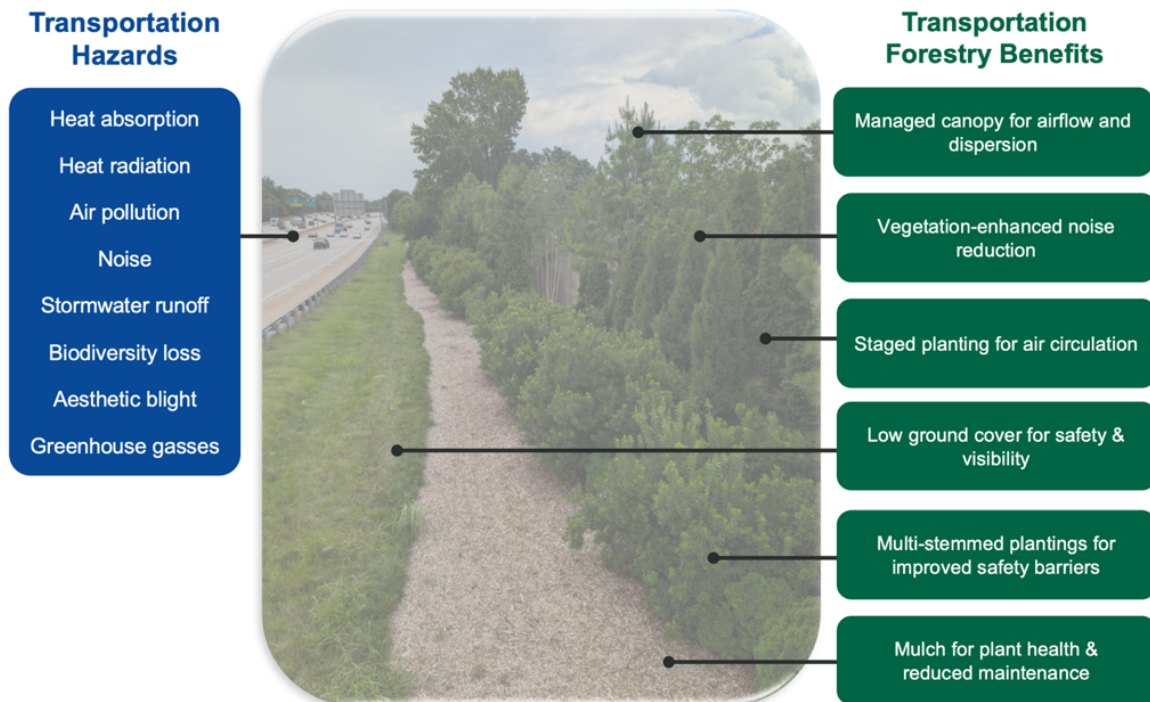 Transportation
Hazards
Heat absorption
Heat radiation
Air pollution
Noise
Stormwater runoff
Biodiversity loss
Aesthetic blight
Greenhouse gasses
Transportation
Forestry Benefits
Managed canopy for airflow and
dispersion
Vegetation-enhanced noise
reduction
Staged planting for air circulation
Low ground cover for safety &
visibility
Multi-stemmed plantings for
improved safety barriers
Mulch for plant health &
reduced maintenance